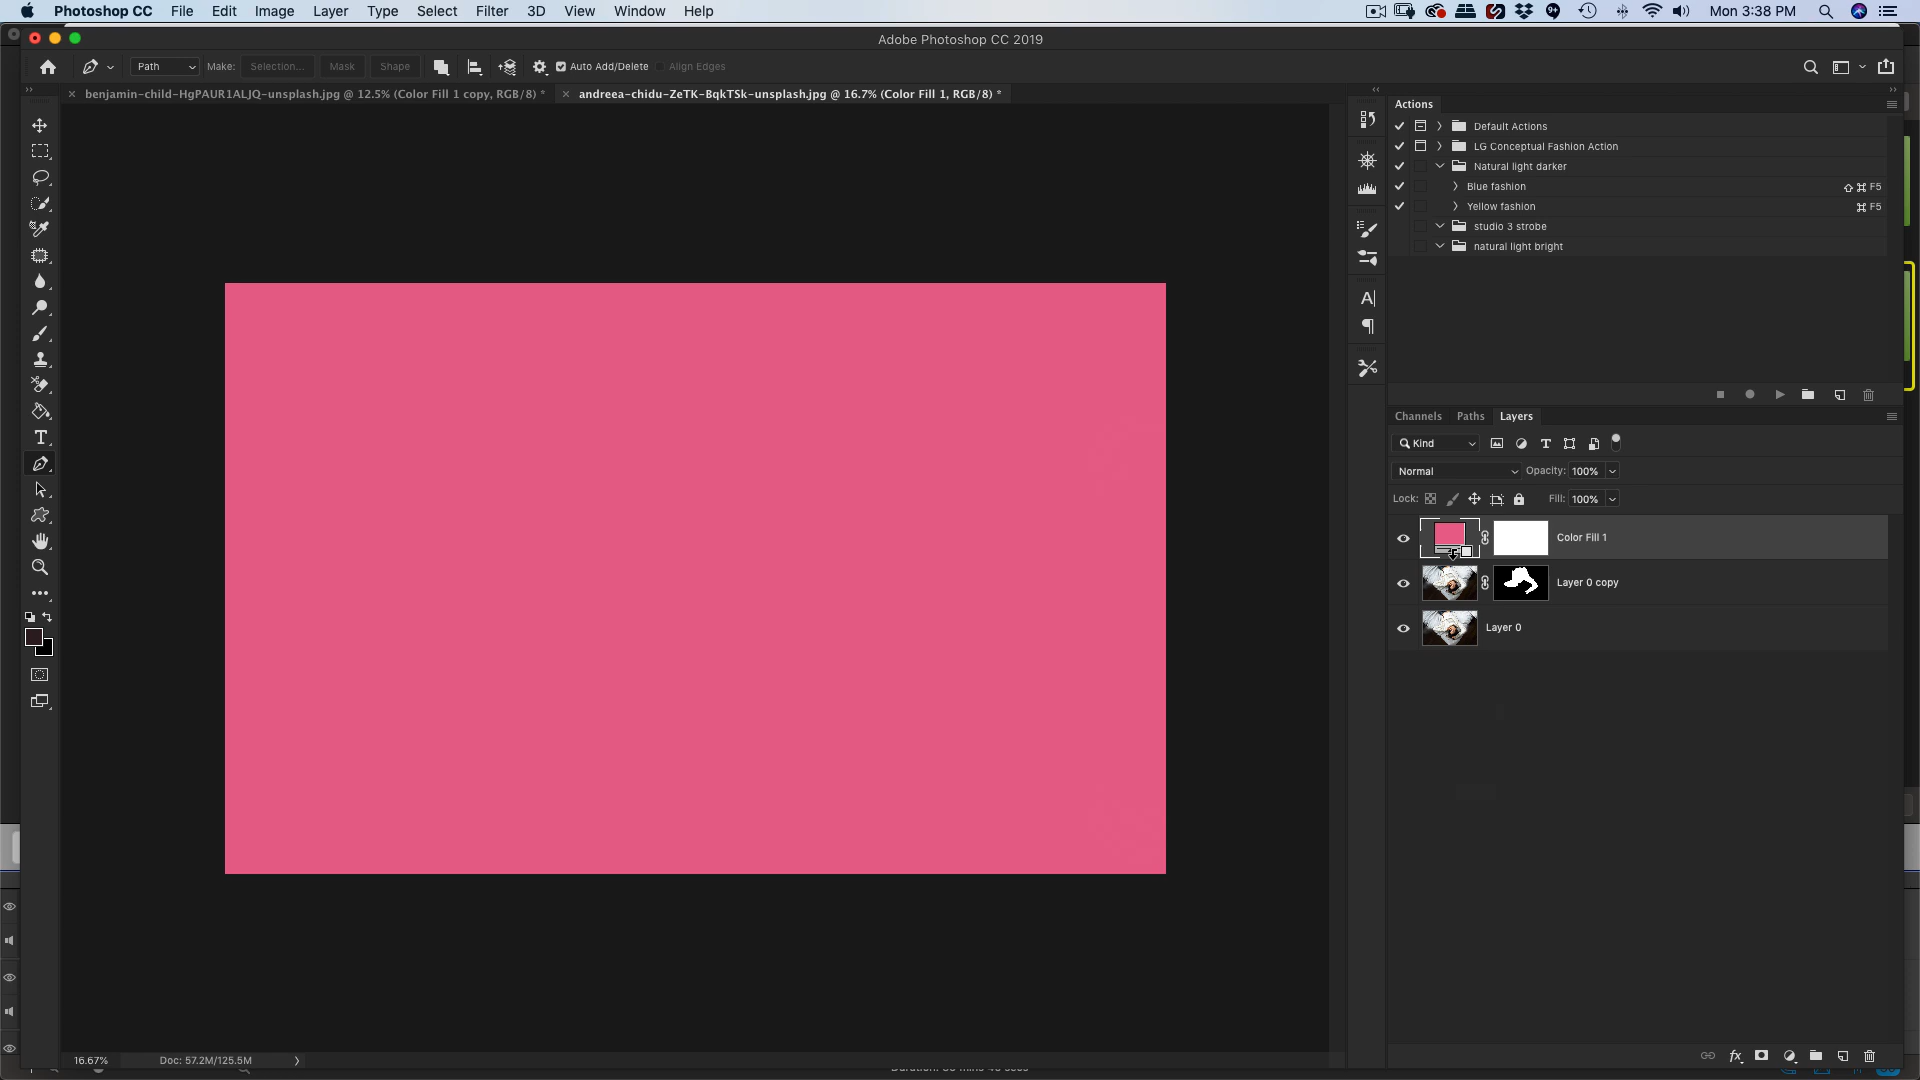 Photoshop CC File Edit Image Layer Type Select Filter 3D View Window Help Mon 3:38 PM
Adobe Photoshop CC 2019
Path Make: Selection... Mask Shape Auto Add/Delete Align Edges
benjamin-child-HgPAUR1ALJQ-unsplash.jpg @ 12.5% (Color Fill 1 copy, RGB/8) *
andreea-chidu-ZeTK-BqkTSk-unsplash.jpg @ 16.7% (Color Fill 1, RGB/8) *
Actions
Default Actions
LG Conceptual Fashion Action
Natural light darker
Blue fashion ⇧ ⌘ F5
Yellow fashion ⌘ F5
studio 3 strobe
natural light bright
Channels Paths Layers
Kind
Normal Opacity: 100%
Lock: Fill: 100%
Color Fill 1
Layer 0 copy
Layer 0
16.67% Doc: 57.2M/125.5M